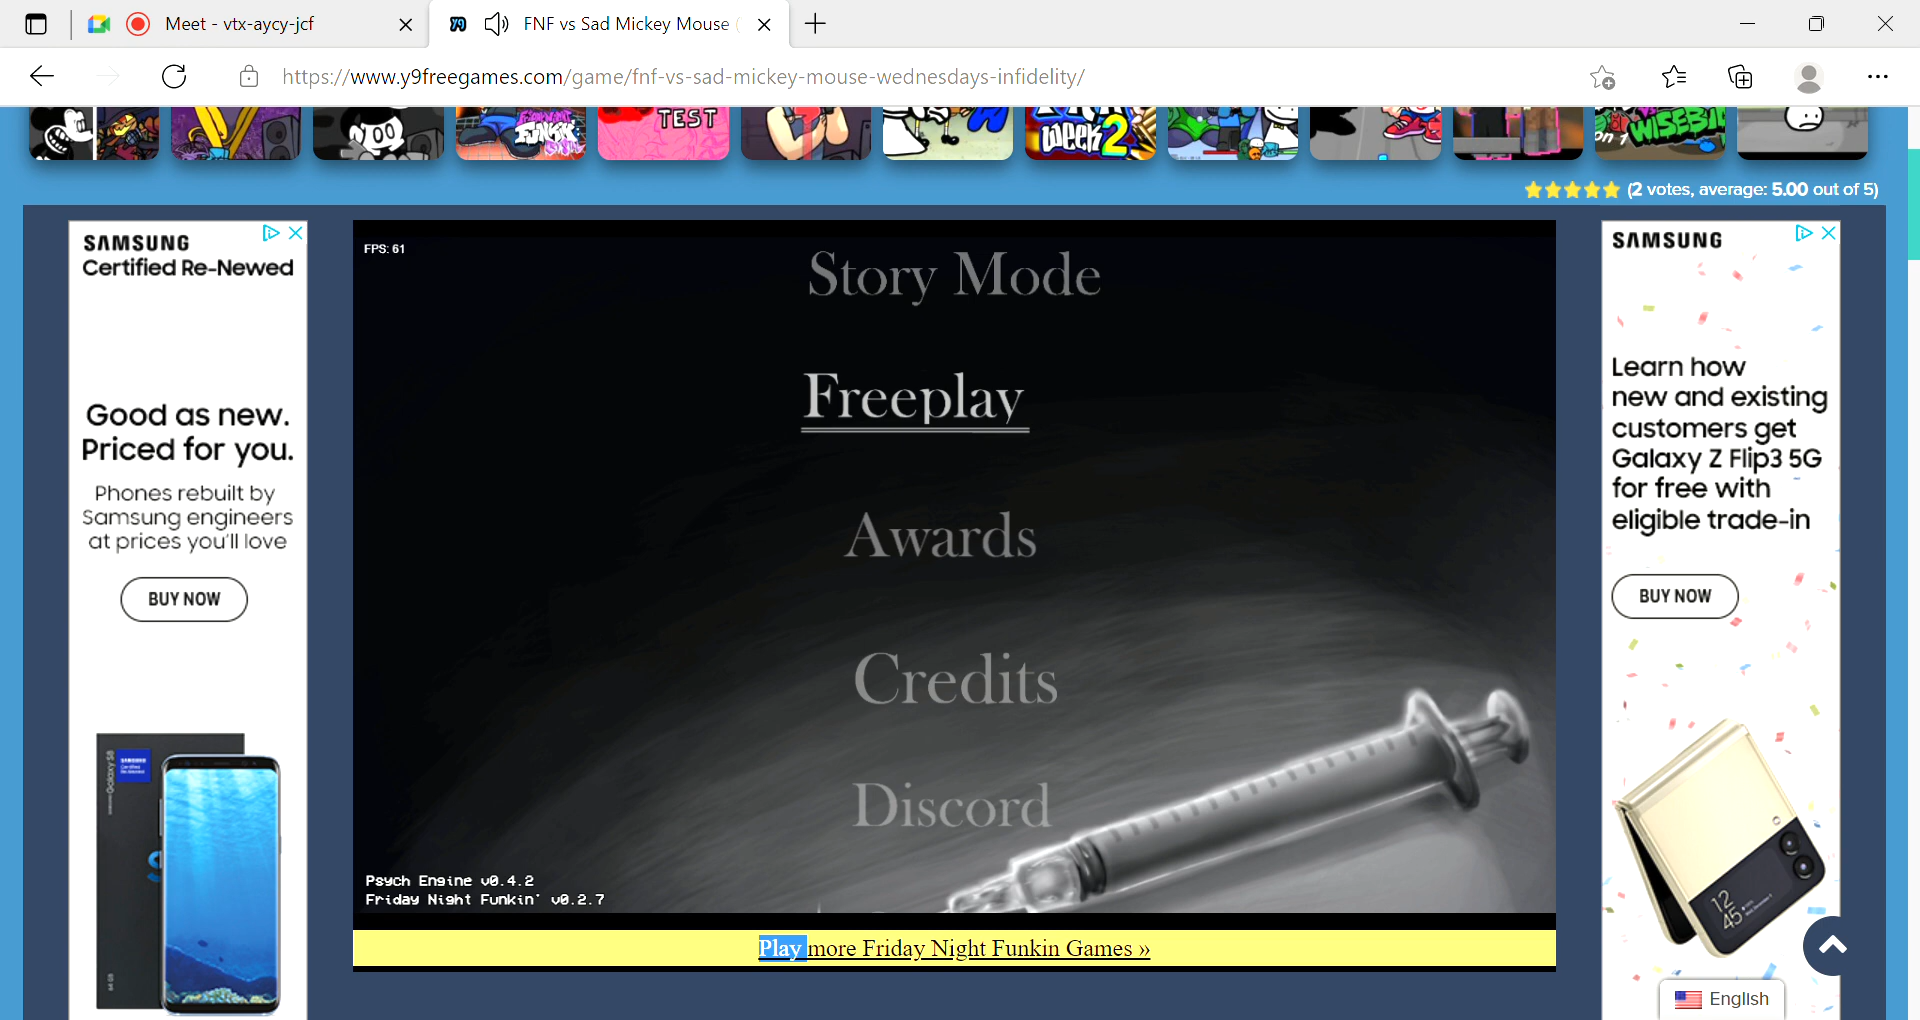 Meet - vtx-aycy-jcf
FNF vs Sad Mickey Mouse
https://www.y9freegames.com/game/fnf-vs-sad-mickey-mouse-wednesdays-infidelity/
TEST
WEEK 2
WISEBI
(2 votes, average: 5.00 out of 5)
SAMSUNG
Certified Re-Newed
Good as new.
Priced for you.
Phones rebuilt by
Samsung engineers
at prices you'll love
BUY NOW
FPS: 61
Story Mode
Freeplay
Awards
Credits
Discord
Psych Engine v0.4.2
Friday Night Funkin' v0.2.7
Play more Friday Night Funkin Games »
SAMSUNG
Learn how
new and existing
customers get
Galaxy Z Flip3 5G
for free with
eligible trade-in
BUY NOW
12
45
English